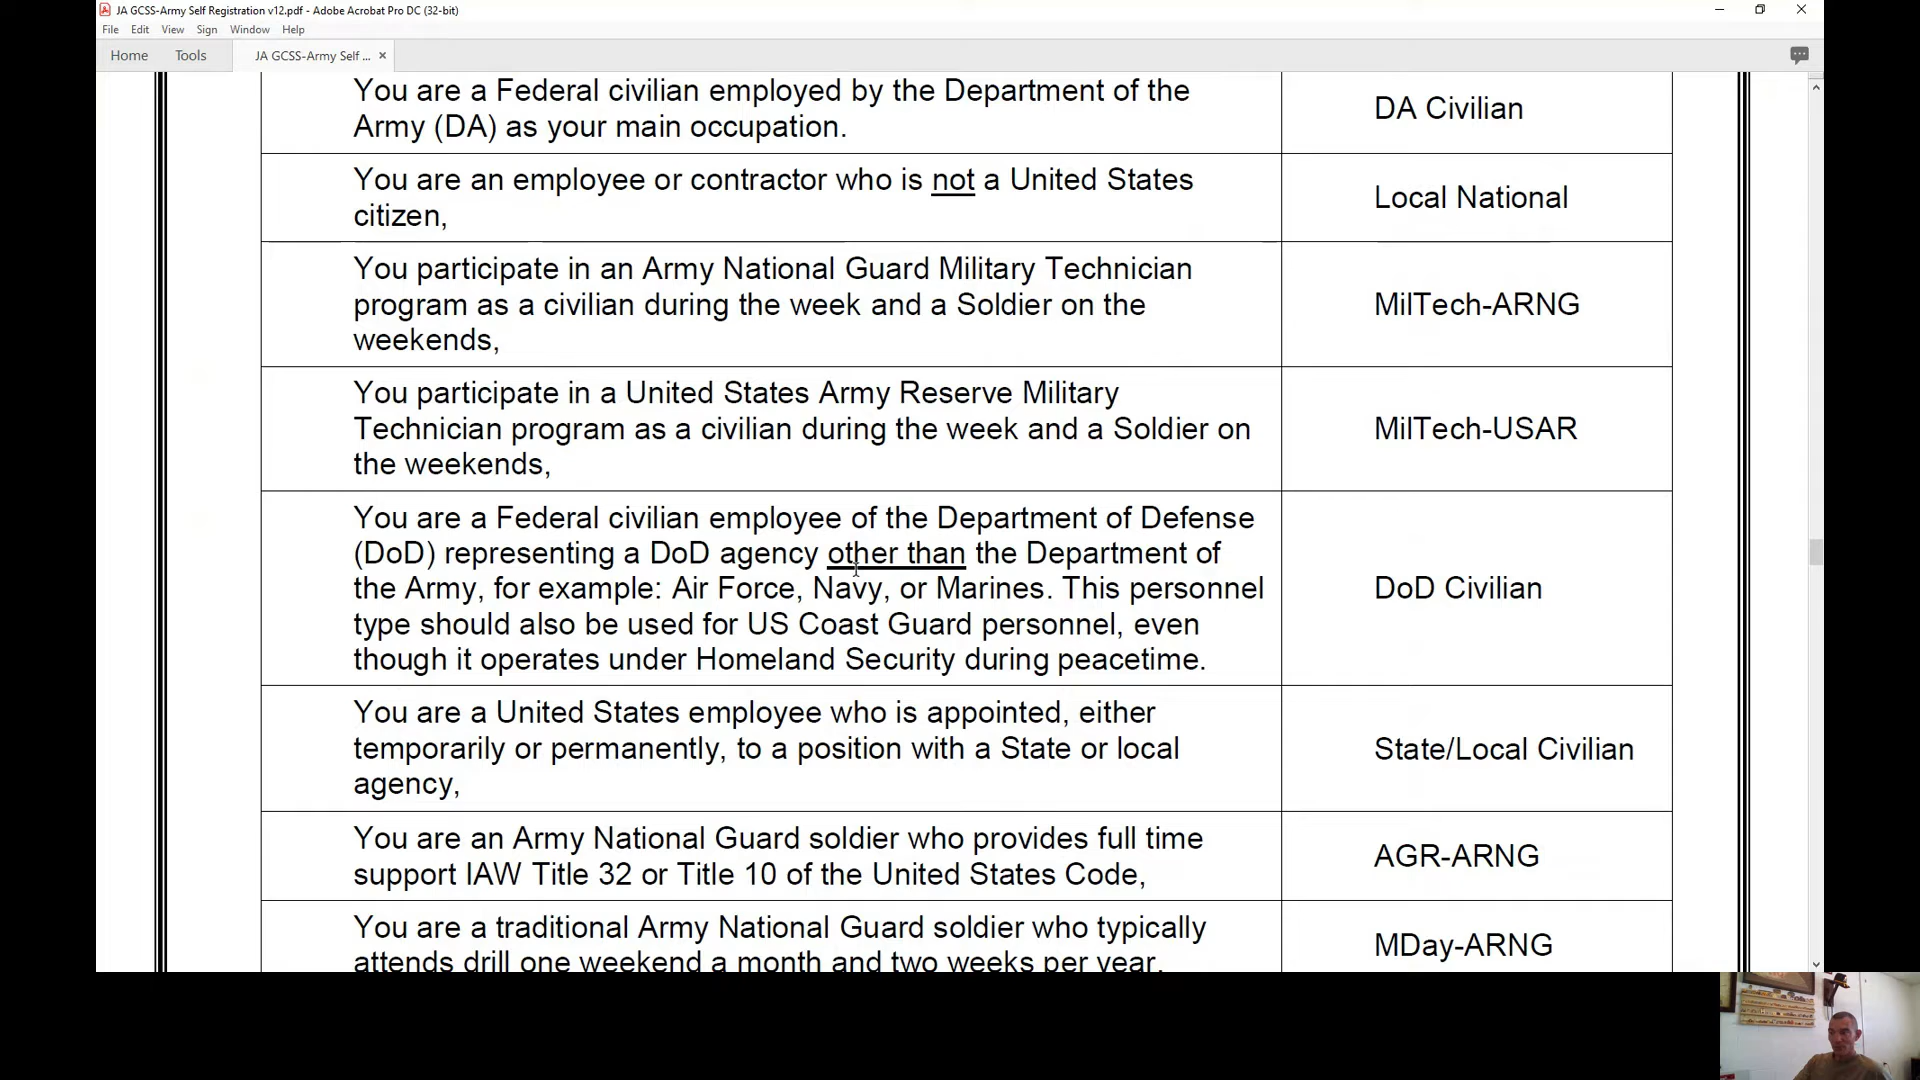 JA GCSS-Army Self Registration v12.pdf - Adobe Acrobat Pro DC (32-bit)
File Edit View Sign Window Help
Home Tools JA GCSS-Army Self ... ×
You are a Federal civilian employed by the Department of the
Army (DA) as your main occupation.
DA Civilian
You are an employee or contractor who is not a United States
citizen,
Local National
You participate in an Army National Guard Military Technician
program as a civilian during the week and a Soldier on the
weekends,
MilTech-ARNG
You participate in a United States Army Reserve Military
Technician program as a civilian during the week and a Soldier on
the weekends,
MilTech-USAR
You are a Federal civilian employee of the Department of Defense
(DoD) representing a DoD agency other than the Department of
the Army, for example: Air Force, Navy, or Marines. This personnel
type should also be used for US Coast Guard personnel, even
though it operates under Homeland Security during peacetime.
DoD Civilian
You are a United States employee who is appointed, either
temporarily or permanently, to a position with a State or local
agency,
State/Local Civilian
You are an Army National Guard soldier who provides full time
support IAW Title 32 or Title 10 of the United States Code,
AGR-ARNG
You are a traditional Army National Guard soldier who typically
attends drill one weekend a month and two weeks per year.
MDay-ARNG